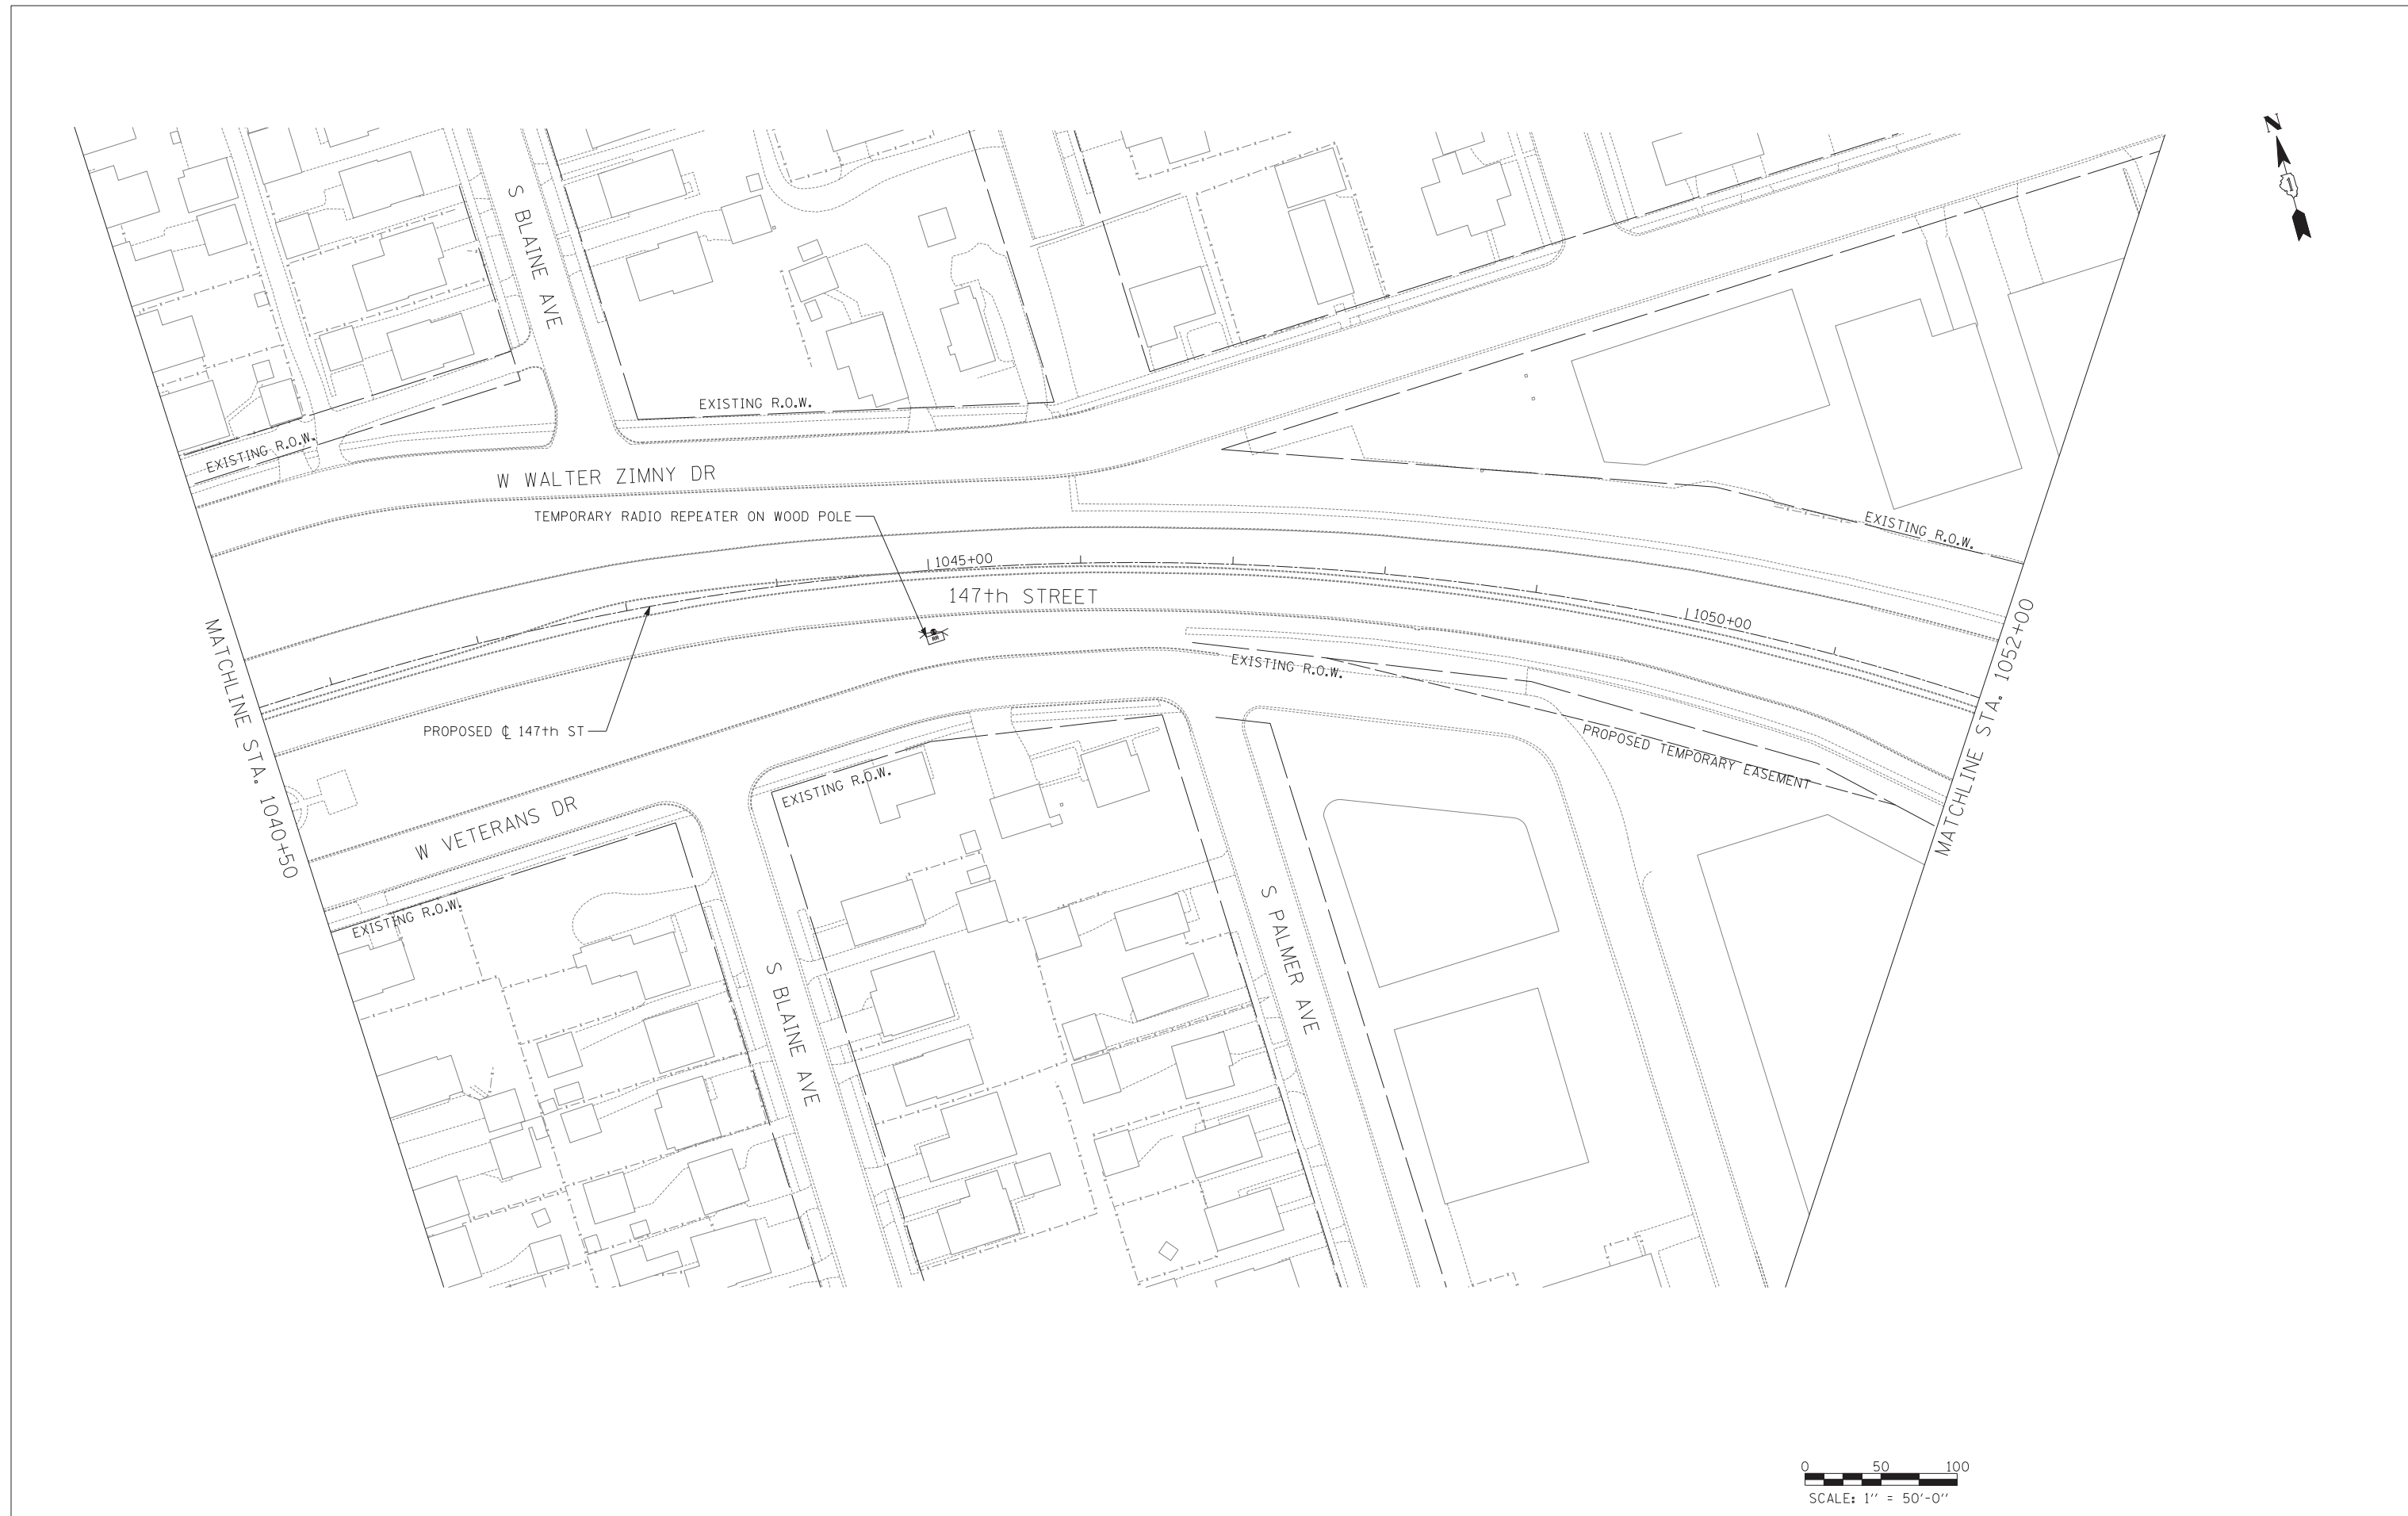 N
S BLAINE AVE
EXISTING R.O.W.
EXISTING R.O.W.
W WALTER ZIMNY DR
TEMPORARY RADIO REPEATER ON WOOD POLE
EXISTING R.O.W.
1045+00
147th STREET
1050+00
EXISTING R.O.W.
MATCHLINE STA. 1040+50
MATCHLINE STA. 1052+00
PROPOSED ℄ 147th ST
PROPOSED TEMPORARY EASEMENT
EXISTING R.O.W.
W VETERANS DR
EXISTING R.O.W.
S PALMER AVE
S BLAINE AVE
0 50 100
SCALE: 1'' = 50'-0''